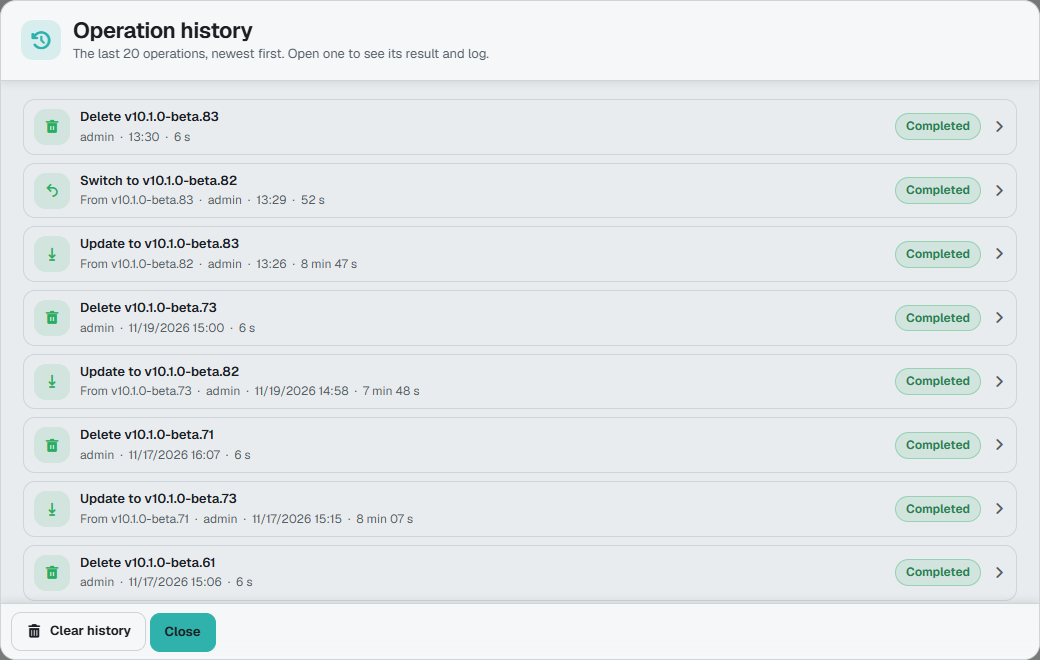 Operation history
The last 20 operations, newest first. Open one to see its result and log.
Delete v10.1.0-beta.83
admin · 13:30 · 6 s
Completed
Switch to v10.1.0-beta.82
From v10.1.0-beta.83 · admin · 13:29 · 52 s
Completed
Update to v10.1.0-beta.83
From v10.1.0-beta.82 · admin · 13:26 · 8 min 47 s
Completed
Delete v10.1.0-beta.73
admin · 11/19/2026 15:00 · 6 s
Completed
Update to v10.1.0-beta.82
From v10.1.0-beta.73 · admin · 11/19/2026 14:58 · 7 min 48 s
Completed
Delete v10.1.0-beta.71
admin · 11/17/2026 16:07 · 6 s
Completed
Update to v10.1.0-beta.73
From v10.1.0-beta.71 · admin · 11/17/2026 15:15 · 8 min 07 s
Completed
Delete v10.1.0-beta.61
admin · 11/17/2026 15:06 · 6 s
Completed
Clear history
Close